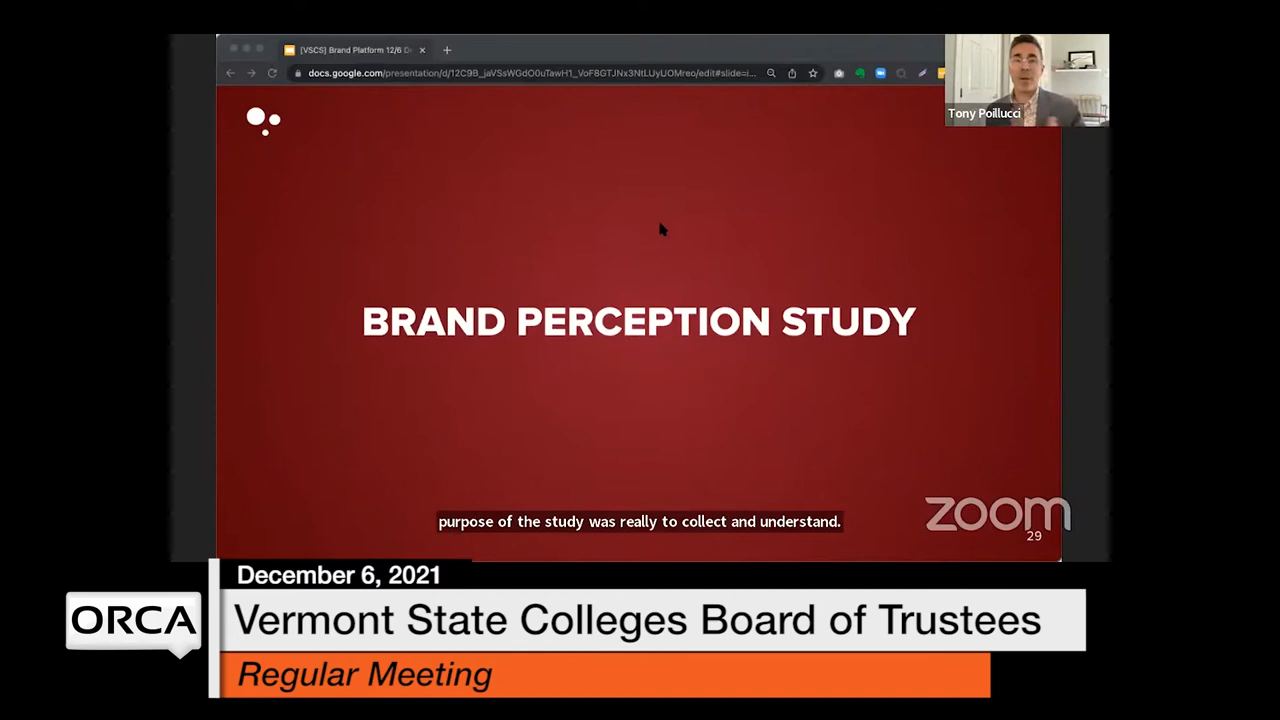 [VSCS] Brand Platform 12/6 D
docs.google.com/presentation/d/12C9B_jaVSsWGdO0uTawH1_VoF8GTJNx3NtLUyUOMreo/edit#slide=i...
Tony Poillucci
BRAND PERCEPTION STUDY
purpose of the study was really to collect and understand.
zoom
29
December 6, 2021
ORCA
Vermont State Colleges Board of Trustees
Regular Meeting